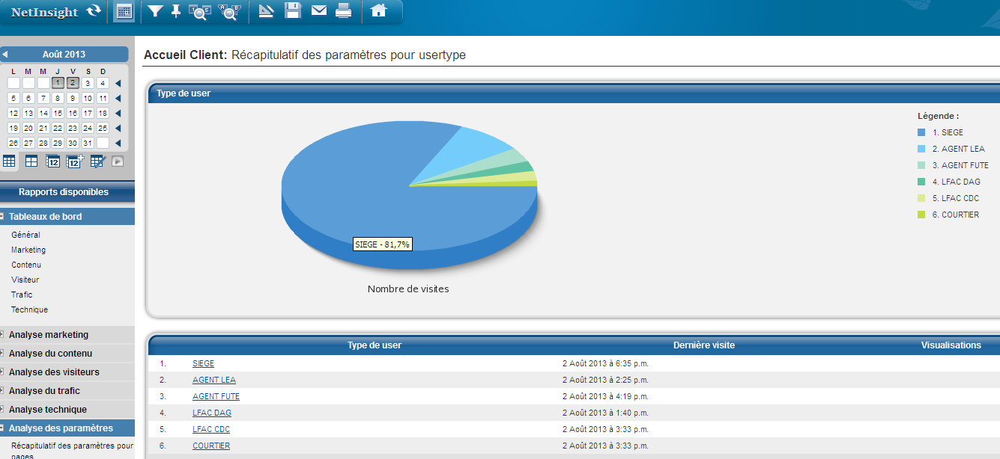 NetInsight
Août 2013
L M M J V S D
1 2 3 4
5 6 7 8 9 10 11
12 13 14 15 16 17 18
19 20 21 22 23 24 25
26 27 28 29 30 31
12 12
Rapports disponibles
Tableaux de bord
Général
Marketing
Contenu
Visiteur
Trafic
Technique
Analyse marketing
Analyse du contenu
Analyse des visiteurs
Analyse du trafic
Analyse technique
Analyse des paramètres
Récapitulatif des paramètres pour
pages
Accueil Client: Récapitulatif des paramètres pour usertype
Type de user
SIEGE - 81,7%
Nombre de visites
Légende :
1. SIEGE
2. AGENT LEA
3. AGENT FUTE
4. LFAC DAG
5. LFAC CDC
6. COURTIER
Type de user Dernière visite Visualisations
1. SIEGE 2 Août 2013 à 6:35 p.m.
2. AGENT LEA 2 Août 2013 à 2:25 p.m.
3. AGENT FUTE 2 Août 2013 à 4:19 p.m.
4. LFAC DAG 2 Août 2013 à 1:40 p.m.
5. LFAC CDC 2 Août 2013 à 3:33 p.m.
6. COURTIER 2 Août 2013 à 3:33 p.m.